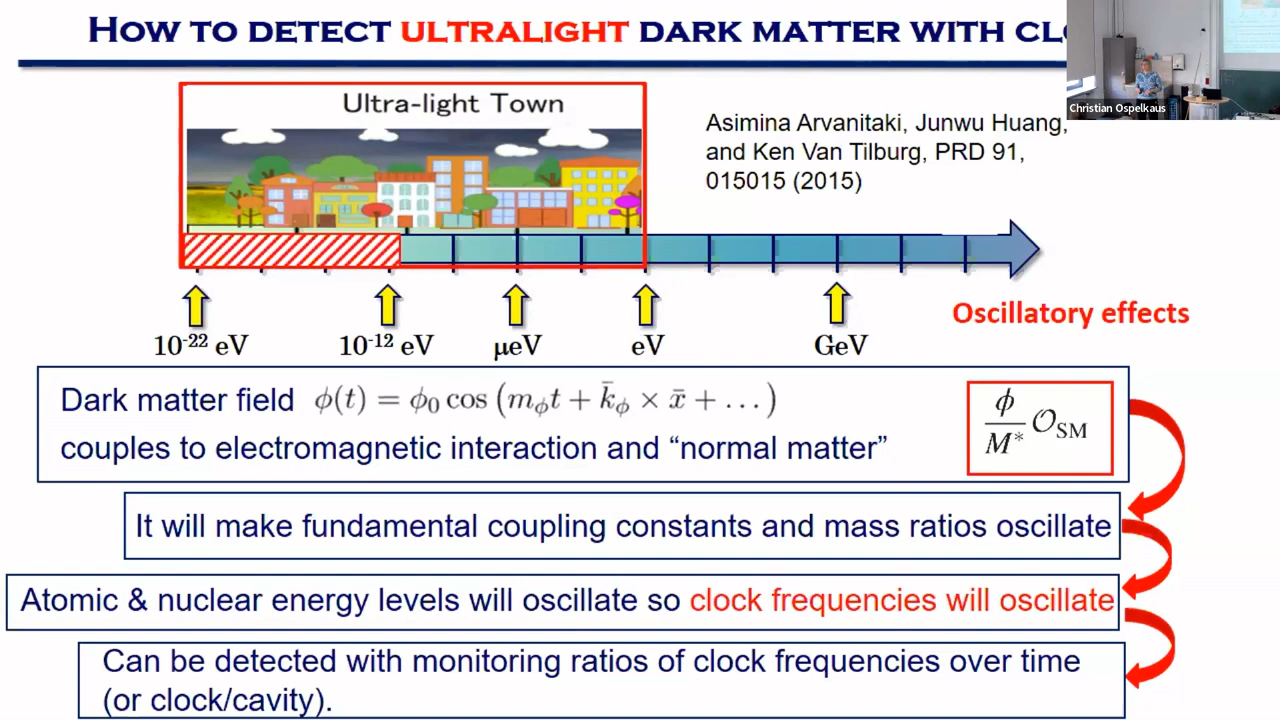 HOW TO DETECT ULTRALIGHT DARK MATTER WITH CLO
Christian Ospelkaus
Ultra-light Town
Asimina Arvanitaki, Junwu Huang,
and Ken Van Tilburg, PRD 91,
015015 (2015)
Oscillatory effects
10⁻²² eV 10⁻¹² eV μeV eV GeV
Dark matter field ϕ(t) = ϕ₀ cos (m_ϕ t + k̄_ϕ × x̄ + …)
couples to electromagnetic interaction and “normal matter”
ϕ/M* 𝒪_SM
It will make fundamental coupling constants and mass ratios oscillate
Atomic & nuclear energy levels will oscillate so clock frequencies will oscillate
Can be detected with monitoring ratios of clock frequencies over time
(or clock/cavity).